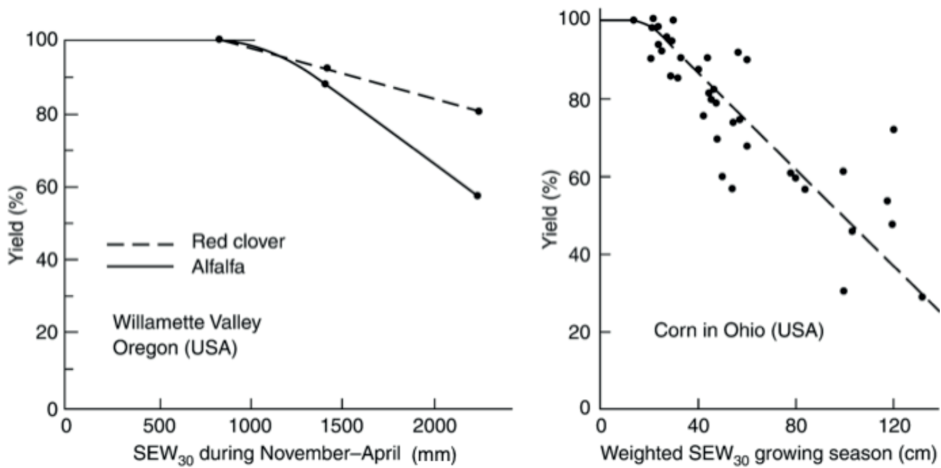 100
80
60
40
20
0
Yield (%)
Red clover
Alfalfa
Willamette Valley
Oregon (USA)
0 500 1000 1500 2000
SEW30 during November–April (mm)
100
80
60
40
20
0
Yield (%)
Corn in Ohio (USA)
0 40 80 120
Weighted SEW30 growing season (cm)